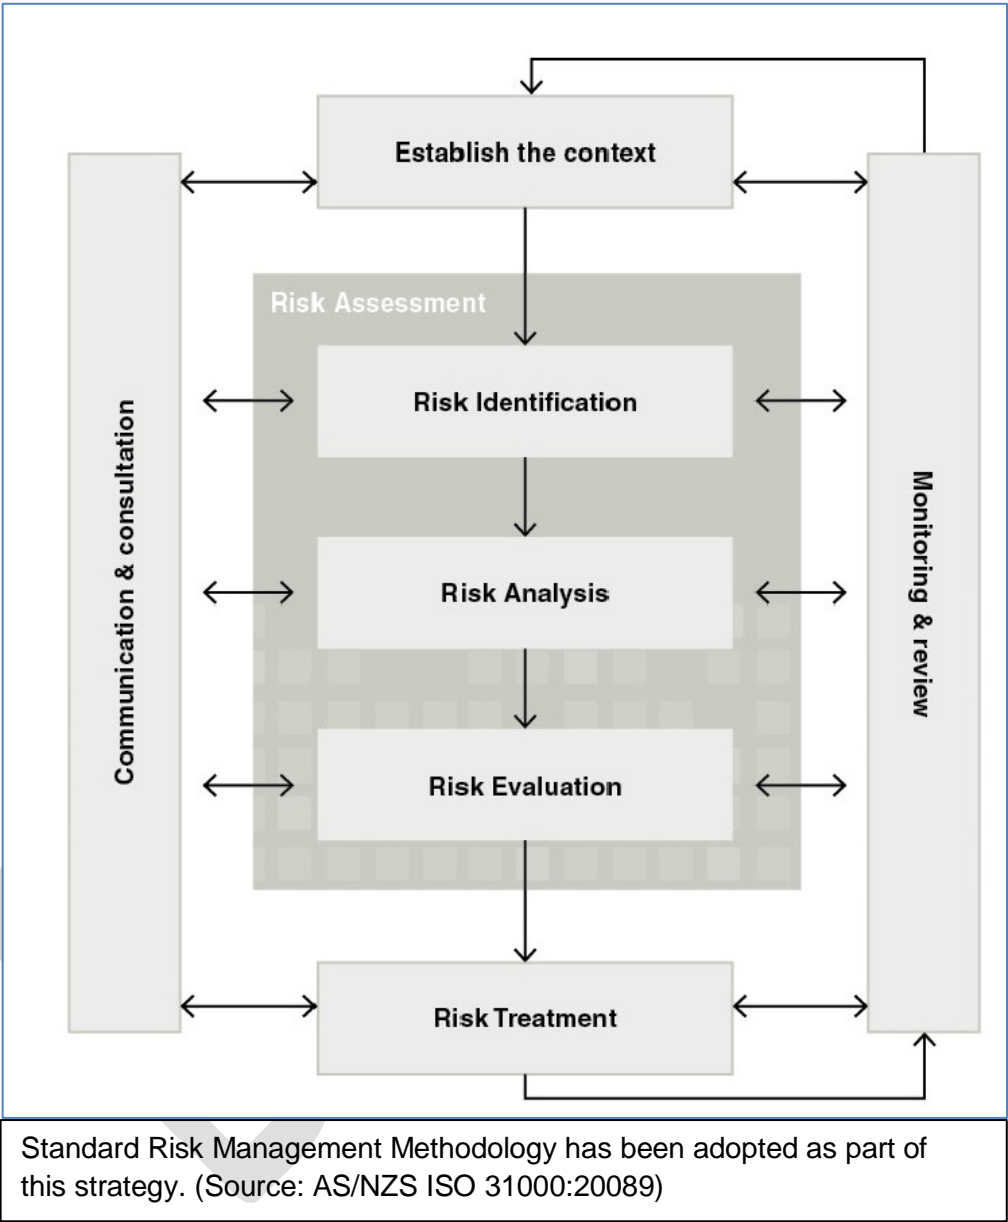 Establish the context
Risk Assessment
Risk Identification
Risk Analysis
Risk Evaluation
Risk Treatment
Communication & consultation
Monitoring & review
Standard Risk Management Methodology has been adopted as part of
this strategy. (Source: AS/NZS ISO 31000:20089)